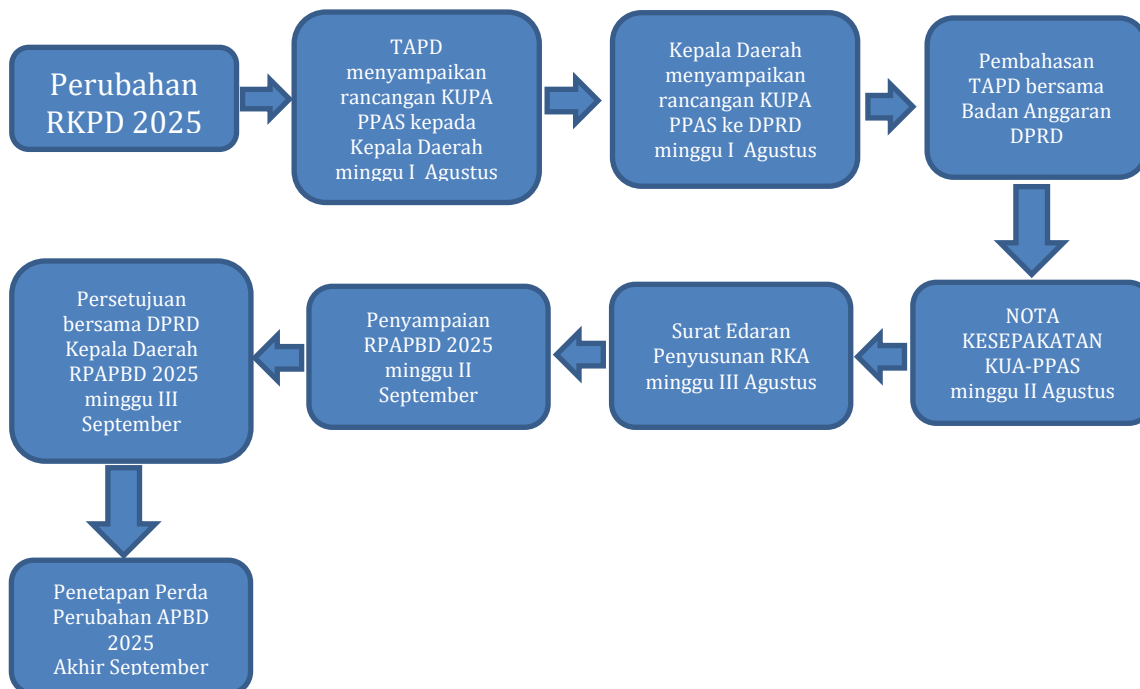 Perubahan
RKPD 2025
TAPD
menyampaikan
rancangan KUPA
PPAS kepada
Kepala Daerah
minggu I Agustus
Kepala Daerah
menyampaikan
rancangan KUPA
PPAS ke DPRD
minggu I Agustus
Pembahasan
TAPD bersama
Badan Anggaran
DPRD
NOTA
KESEPAKATAN
KUA-PPAS
minggu II Agustus
Surat Edaran
Penyusunan RKA
minggu III Agustus
Penyampaian
RPAPBD 2025
minggu II
September
Persetujuan
bersama DPRD
Kepala Daerah
RPAPBD 2025
minggu III
September
Penetapan Perda
Perubahan APBD
2025
Akhir September